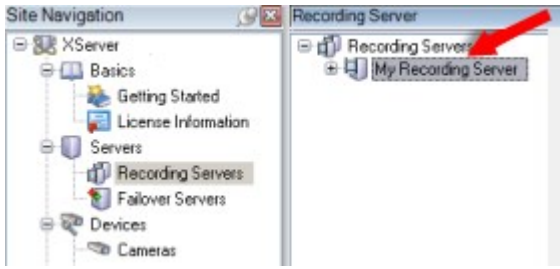 Site Navigation
XServer
Basics
Getting Started
License Information
Servers
Recording Servers
Failover Servers
Devices
Cameras
Recording Server
Recording Servers
My Recording Server